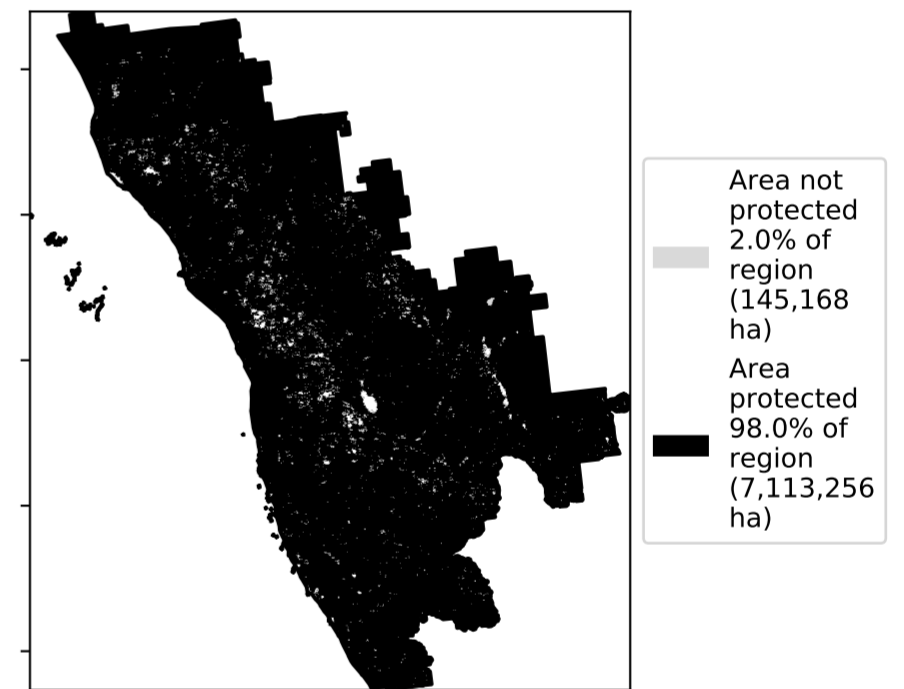 Area not
protected
2.0% of
region
(145,168
ha)
Area
protected
98.0% of
region
(7,113,256
ha)